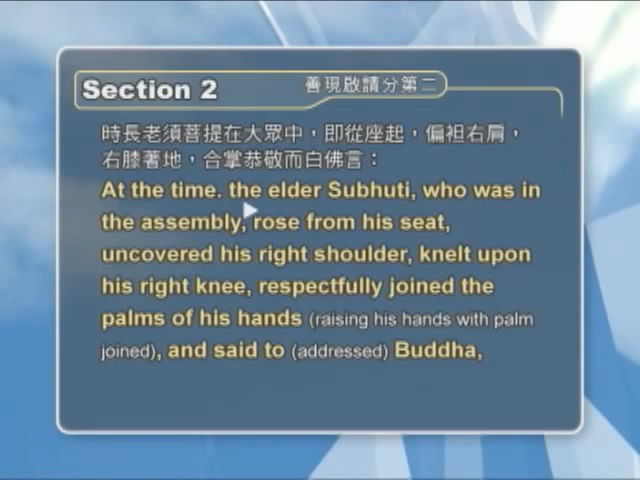 Section 2
善現啟請分第二
時長老須菩提在大眾中，即從座起，偏袒右肩，
右膝著地，合掌恭敬而白佛言：
At the time. the elder Subhuti, who was in
the assembly, rose from his seat,
uncovered his right shoulder, knelt upon
his right knee, respectfully joined the
palms of his hands (raising his hands with palm
joined), and said to (addressed) Buddha,